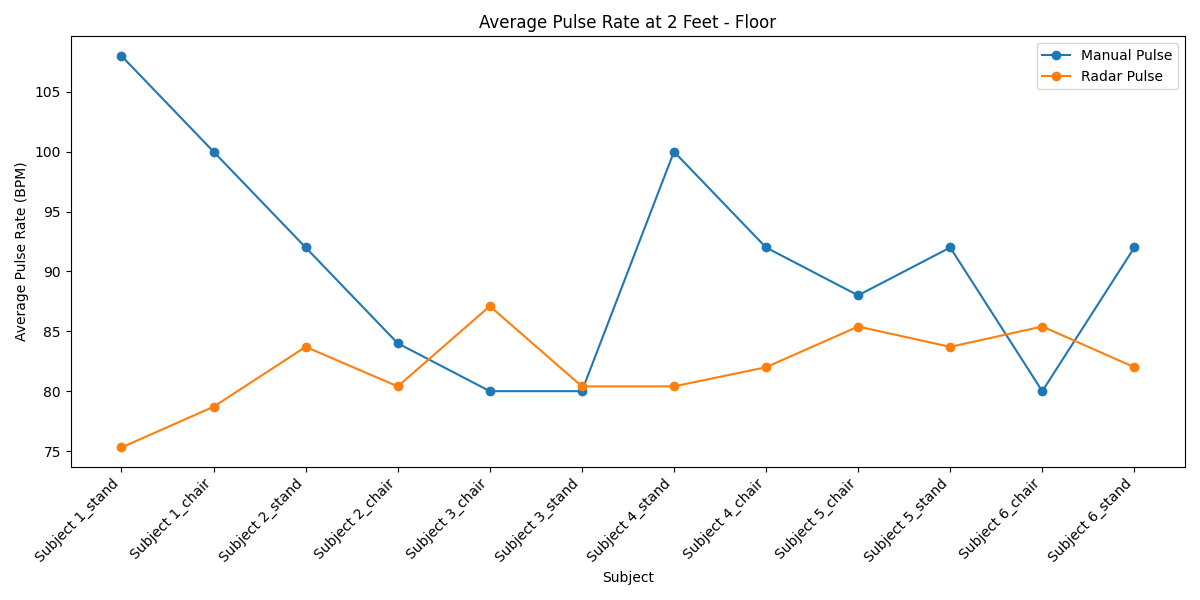 Average Pulse Rate at 2 Feet - Floor
Manual Pulse
Radar Pulse
Average Pulse Rate (BPM)
105
100
95
90
85
80
75
Subject 1_stand
Subject 1_chair
Subject 2_stand
Subject 2_chair
Subject 3_chair
Subject 3_stand
Subject 4_stand
Subject 4_chair
Subject 5_chair
Subject 5_stand
Subject 6_chair
Subject 6_stand
Subject